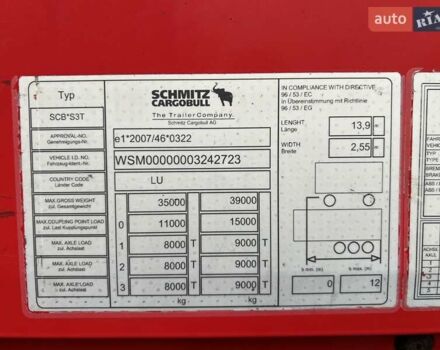 auto RIA
Typ
SCB*S3T
APPROVAL-NO.
Genehmigungs-Nr.
e1*2007/46*0322
VEHICLE I.D. NO.
Fahrzeug-Ident.-Nr.
WSM00000003242723
COUNTRY CODE
Länder Code
LU
MAX. GROSS WEIGHT
zul. Gesamtgewicht
35000 39000
MAX. COUPLING POINT LOAD
zul. Last Kupplungspunkt
0 11000 15000
MAX. AXLE LOAD
zul. Achslast
1 8000 T 9000 T
MAX. AXLE LOAD
zul. Achslast
2 8000 T 9000 T
MAX. AXLE LOAD
zul. Achslast
3 8000 T 9000 T
kg kg
SCHMITZ
CARGOBULL
The Trailer Company.
Schmitz Cargobull AG
IN COMPLIANCE WITH DIRECTIVE
96 / 53 / EC
in Übereinstimmung mit Richtlinie
96 / 53 / EG
LENGHT
Länge
13,9 m
WIDTH
Breite
2,55 m
0 12